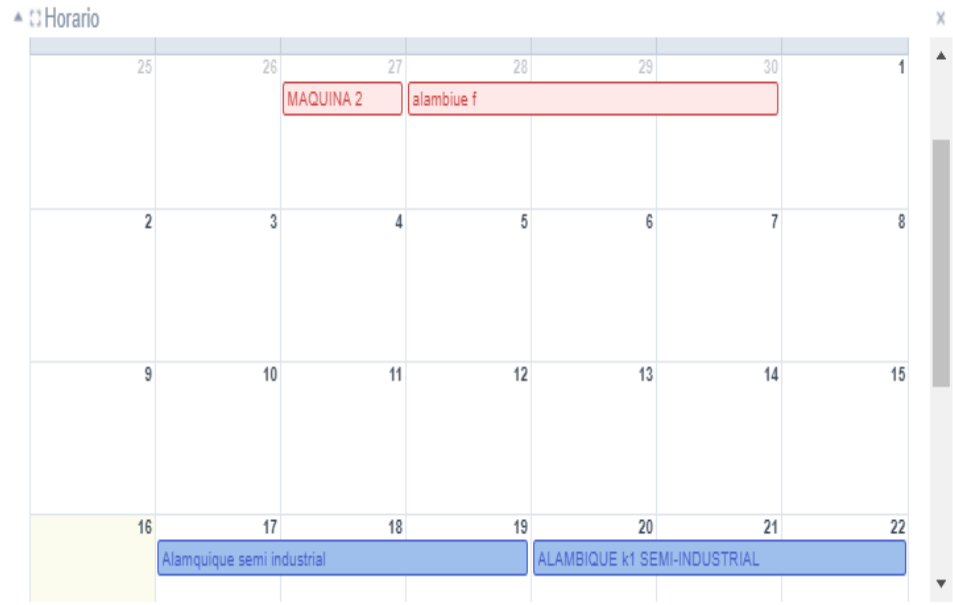 Horario
25 26 27 28 29 30 1
MAQUINA 2 alambiue f
2 3 4 5 6 7 8
9 10 11 12 13 14 15
16 17 18 19 20 21 22
Alamquique semi industrial ALAMBIQUE k1 SEMI-INDUSTRIAL